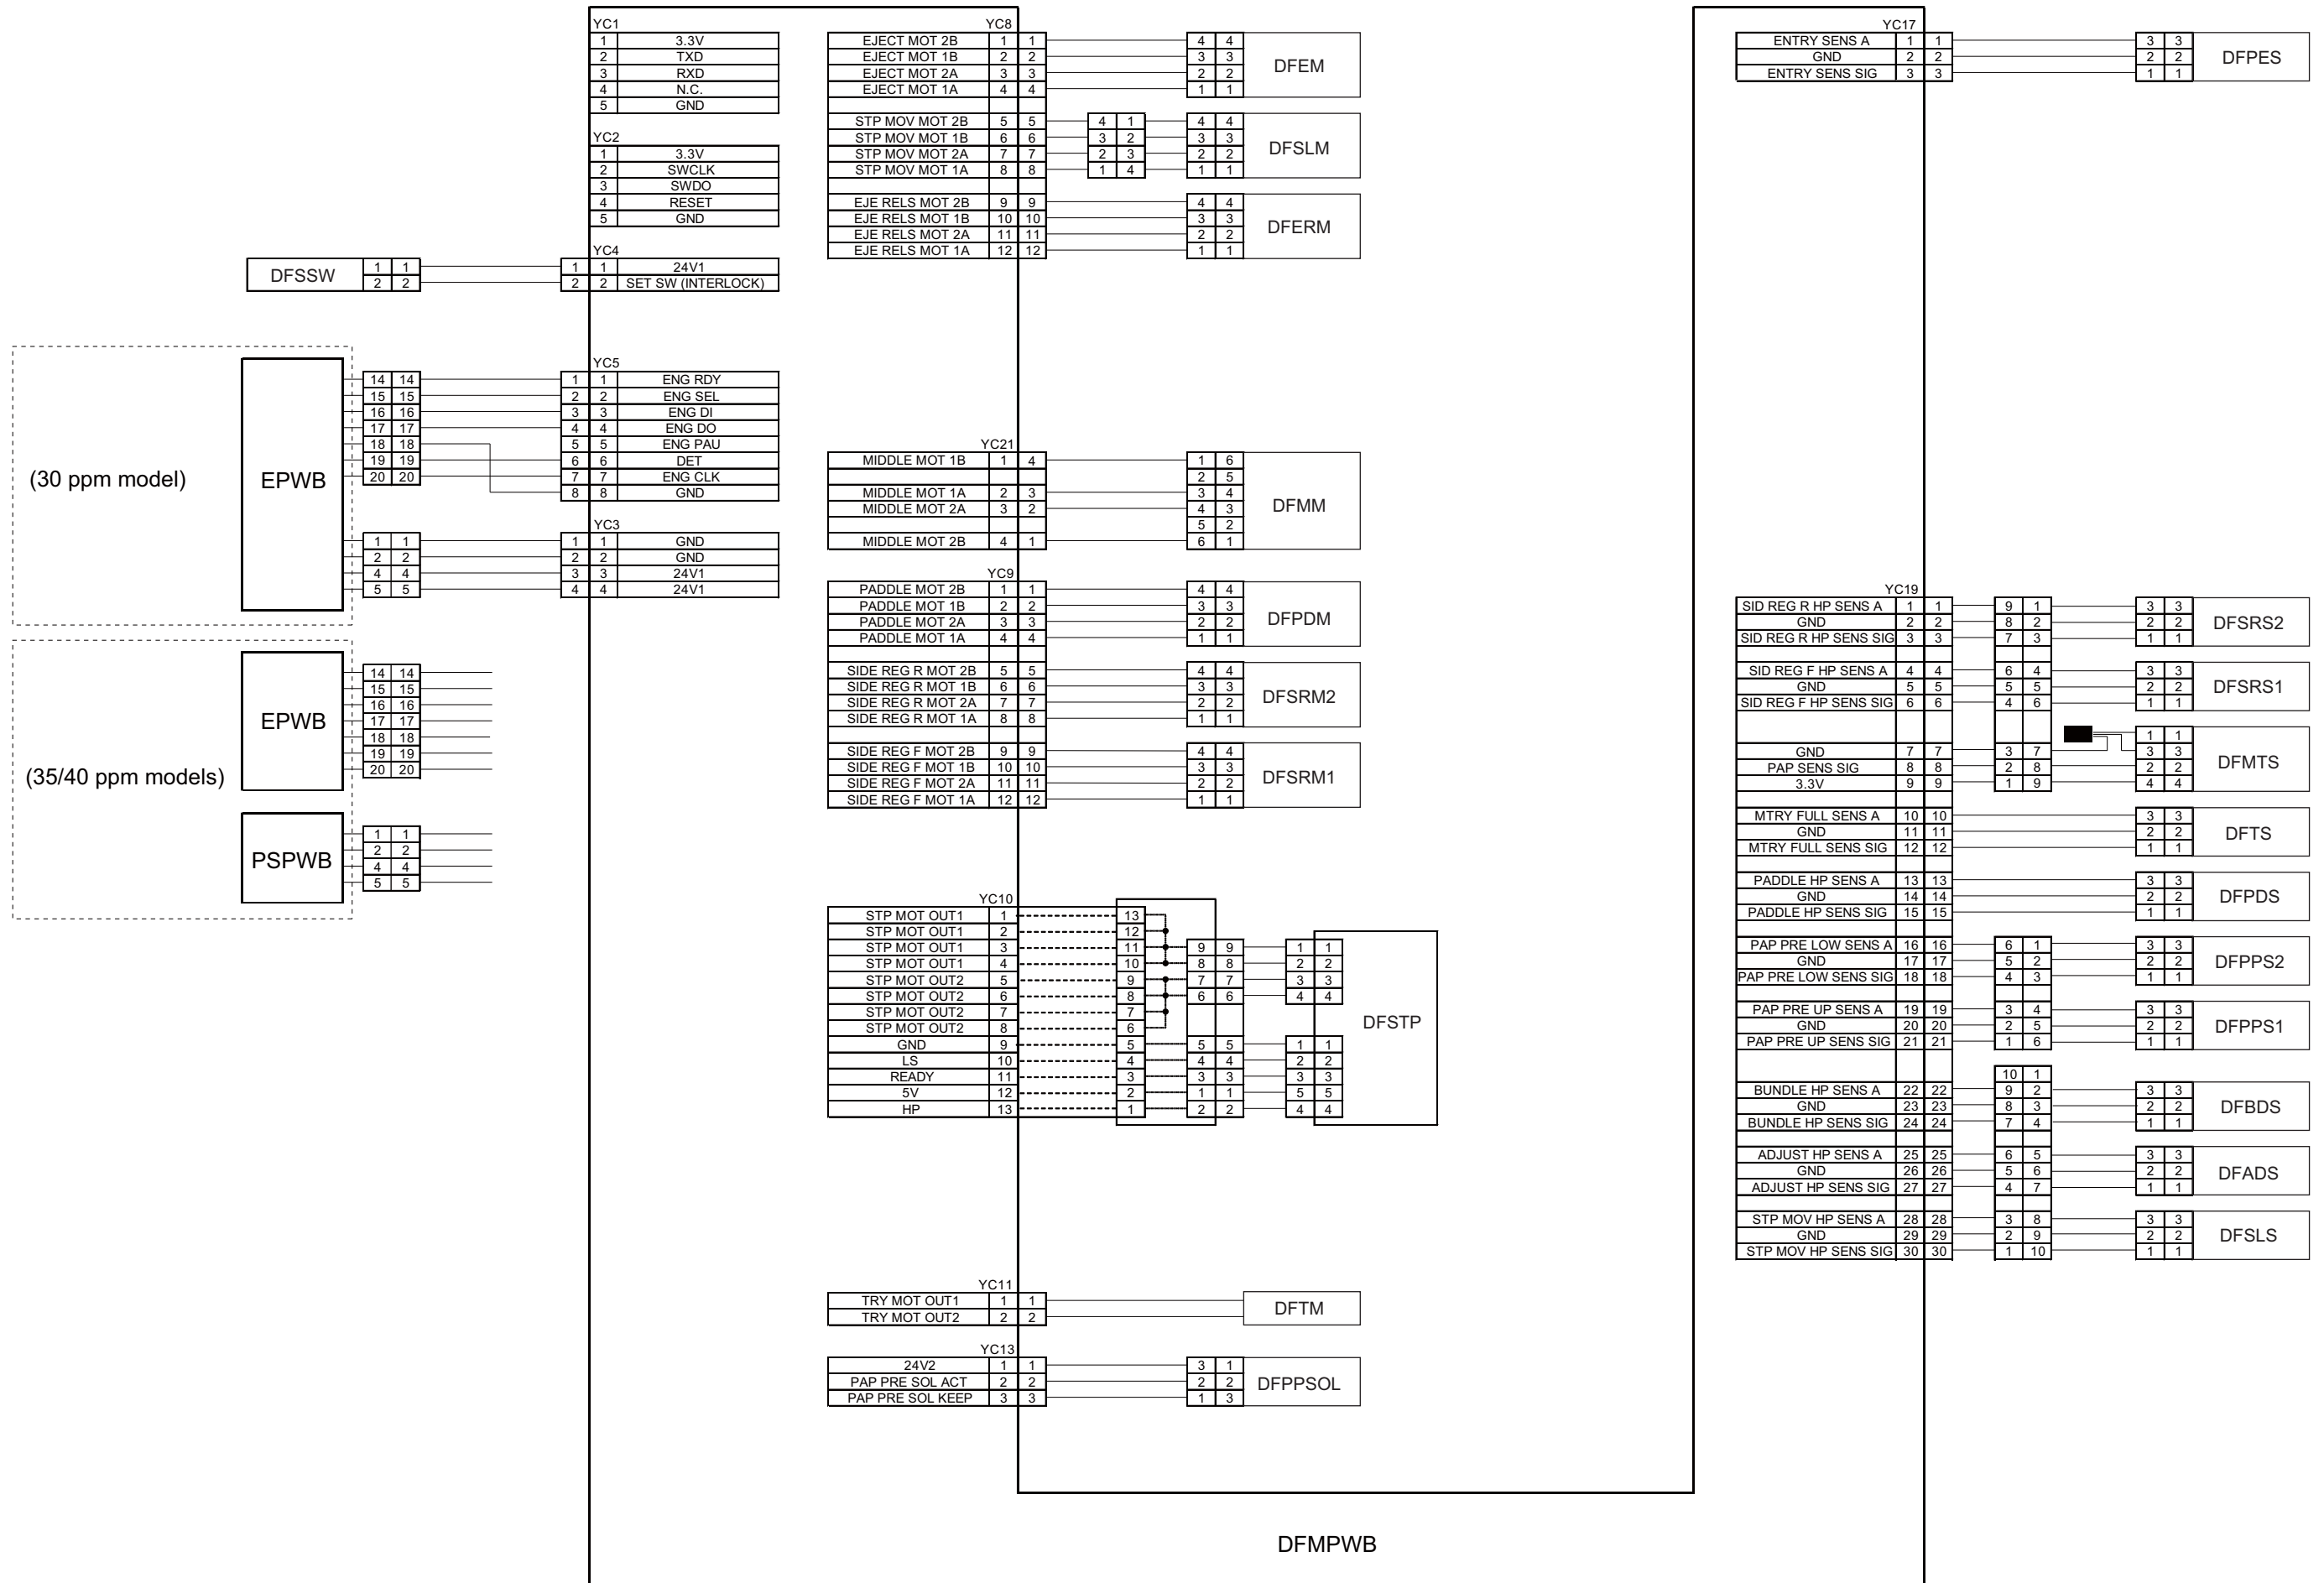 YC1
1 3.3V
2 TXD
3 RXD
4 N.C.
5 GND
YC2
1 3.3V
2 SWCLK
3 SWDO
4 RESET
5 GND
YC4
DFSSW 1 1 1 1 24V1
2 2 2 2 SET SW (INTERLOCK)
(30 ppm model)
EPWB
YC5
14 14 1 1 ENG RDY
15 15 2 2 ENG SEL
16 16 3 3 ENG DI
17 17 4 4 ENG DO
18 18 5 5 ENG PAU
19 19 6 6 DET
20 20 7 7 ENG CLK
8 8 GND
YC3
1 1 1 1 GND
2 2 2 2 GND
4 4 3 3 24V1
5 5 4 4 24V1
(35/40 ppm models)
EPWB
14 14
15 15
16 16
17 17
18 18
19 19
20 20
PSPWB
1 1
2 2
4 4
5 5
YC8
EJECT MOT 2B 1 1 4 4
EJECT MOT 1B 2 2 3 3
EJECT MOT 2A 3 3 2 2
EJECT MOT 1A 4 4 1 1
DFEM
STP MOV MOT 2B 5 5 4 1 4 4
STP MOV MOT 1B 6 6 3 2 3 3
STP MOV MOT 2A 7 7 2 3 2 2
STP MOV MOT 1A 8 8 1 4 1 1
DFSLM
EJE RELS MOT 2B 9 9 4 4
EJE RELS MOT 1B 10 10 3 3
EJE RELS MOT 2A 11 11 2 2
EJE RELS MOT 1A 12 12 1 1
DFERM
YC21
MIDDLE MOT 1B 1 4 1 6
2 5
MIDDLE MOT 1A 2 3 3 4
MIDDLE MOT 2A 3 2 4 3
5 2
MIDDLE MOT 2B 4 1 6 1
DFMM
YC9
PADDLE MOT 2B 1 1 4 4
PADDLE MOT 1B 2 2 3 3
PADDLE MOT 2A 3 3 2 2
PADDLE MOT 1A 4 4 1 1
DFPDM
SIDE REG R MOT 2B 5 5 4 4
SIDE REG R MOT 1B 6 6 3 3
SIDE REG R MOT 2A 7 7 2 2
SIDE REG R MOT 1A 8 8 1 1
DFSRM2
SIDE REG F MOT 2B 9 9 4 4
SIDE REG F MOT 1B 10 10 3 3
SIDE REG F MOT 2A 11 11 2 2
SIDE REG F MOT 1A 12 12 1 1
DFSRM1
YC10
STP MOT OUT1 1 13
STP MOT OUT1 2 12
STP MOT OUT1 3 11 9 9 1 1
STP MOT OUT1 4 10 8 8 2 2
STP MOT OUT2 5 9 7 7 3 3
STP MOT OUT2 6 8 6 6 4 4
STP MOT OUT2 7 7
STP MOT OUT2 8 6
GND 9 5 5 5 1 1
LS 10 4 4 4 2 2
READY 11 3 3 3 3 3
5V 12 2 1 1 5 5
HP 13 1 2 2 4 4
DFSTP
YC11
TRY MOT OUT1 1 1
TRY MOT OUT2 2 2
DFTM
YC13
24V2 1 1 3 1
PAP PRE SOL ACT 2 2 2 2
PAP PRE SOL KEEP 3 3 1 3
DFPPSOL
YC17
ENTRY SENS A 1 1 3 3
GND 2 2 2 2
ENTRY SENS SIG 3 3 1 1
DFPES
YC19
SID REG R HP SENS A 1 1 9 1 3 3
GND 2 2 8 2 2 2
SID REG R HP SENS SIG 3 3 7 3 1 1
DFSRS2
SID REG F HP SENS A 4 4 6 4 3 3
GND 5 5 5 5 2 2
SID REG F HP SENS SIG 6 6 4 6 1 1
DFSRS1
1 1
GND 7 7 3 7 3 3
PAP SENS SIG 8 8 2 8 2 2
3.3V 9 9 1 9 4 4
DFMTS
MTRY FULL SENS A 10 10 3 3
GND 11 11 2 2
MTRY FULL SENS SIG 12 12 1 1
DFTS
PADDLE HP SENS A 13 13 3 3
GND 14 14 2 2
PADDLE HP SENS SIG 15 15 1 1
DFPDS
PAP PRE LOW SENS A 16 16 6 1 3 3
GND 17 17 5 2 2 2
PAP PRE LOW SENS SIG 18 18 4 3 1 1
DFPPS2
PAP PRE UP SENS A 19 19 3 4 3 3
GND 20 20 2 5 2 2
PAP PRE UP SENS SIG 21 21 1 6 1 1
DFPPS1
10 1
BUNDLE HP SENS A 22 22 9 2 3 3
GND 23 23 8 3 2 2
BUNDLE HP SENS SIG 24 24 7 4 1 1
DFBDS
ADJUST HP SENS A 25 25 6 5 3 3
GND 26 26 5 6 2 2
ADJUST HP SENS SIG 27 27 4 7 1 1
DFADS
STP MOV HP SENS A 28 28 3 8 3 3
GND 29 29 2 9 2 2
STP MOV HP SENS SIG 30 30 1 10 1 1
DFSLS
DFMPWB